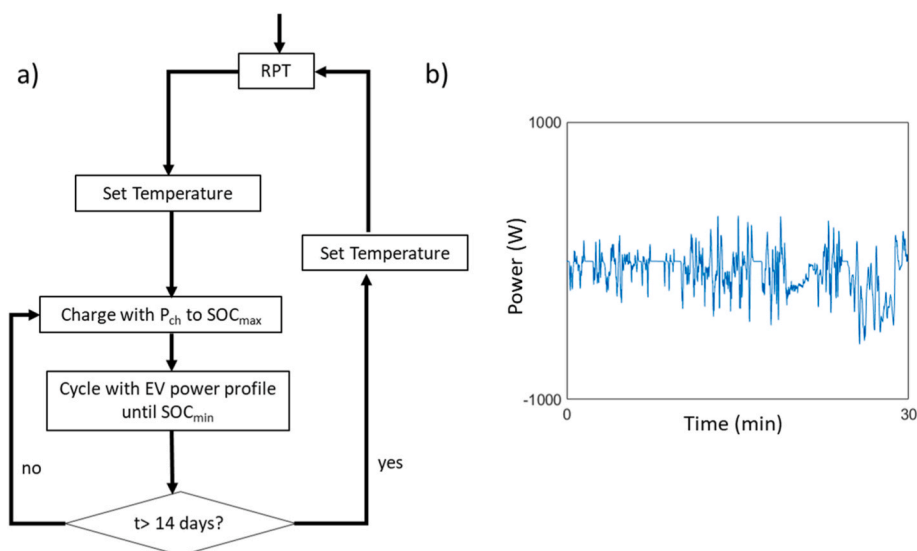 a)
RPT
Set Temperature
Set Temperature
Charge with Pch to SOCmax
Cycle with EV power profile
until SOCmin
no
yes
t> 14 days?
b)
1000
Power (W)
-1000
0
Time (min)
30